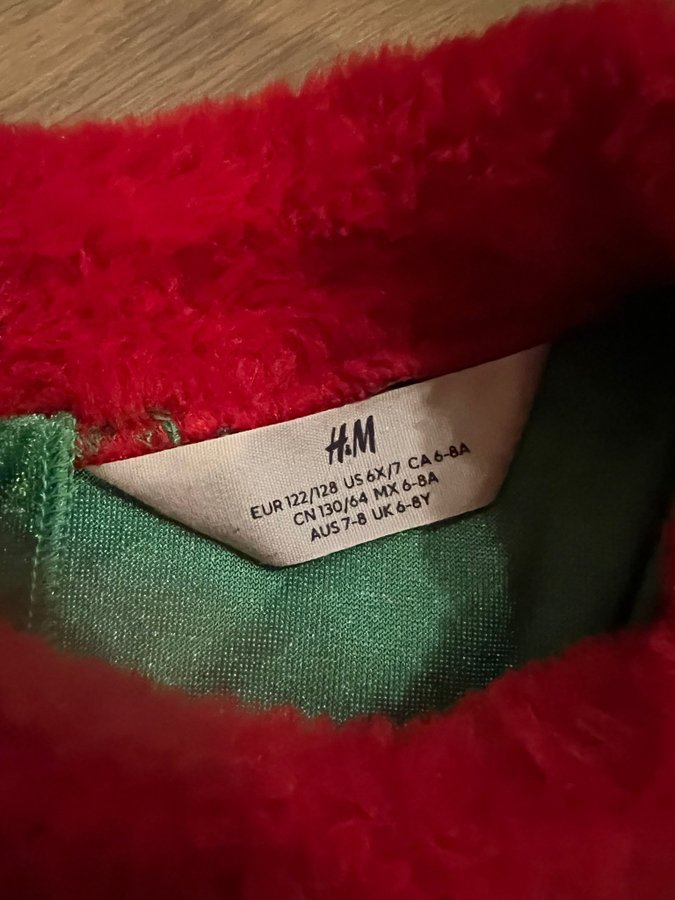 H&M
EUR 122/128 US 6X/7 CA 6-8A
CN 130/64 MX 6-8A
AUS 7-8 UK 6-8Y